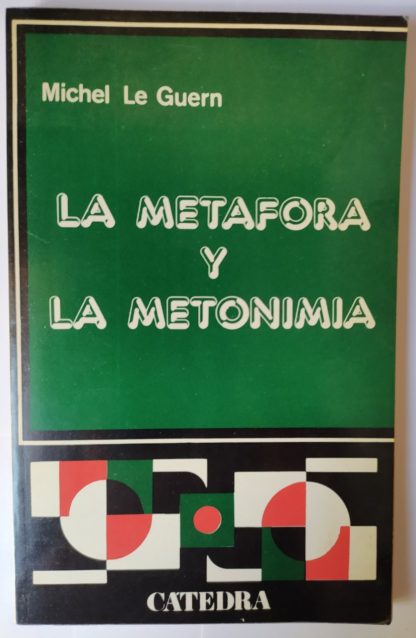 Michel Le Guern
LA METAFORA
Y
LA METONIMIA
CATEDRA